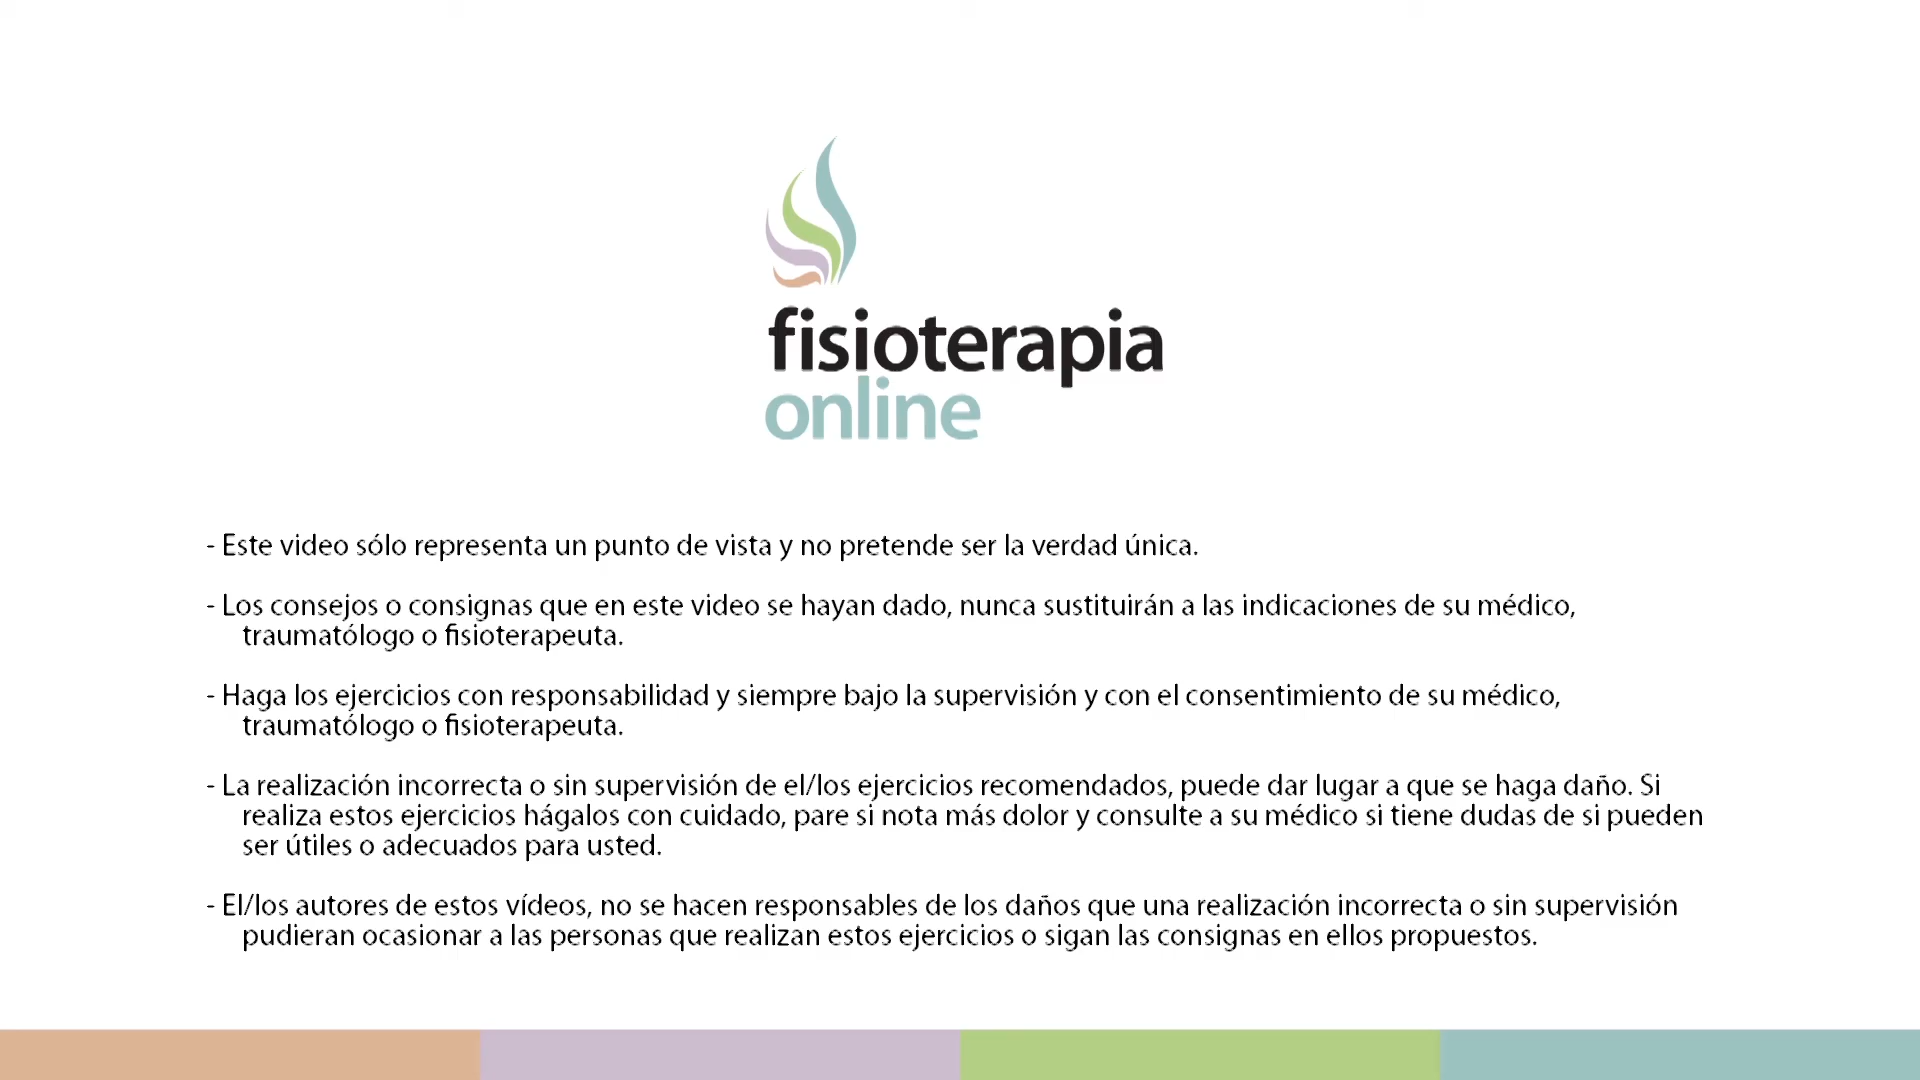 fisioterapia
online
- Este video sólo representa un punto de vista y no pretende ser la verdad única.
- Los consejos o consignas que en este video se hayan dado, nunca sustituirán a las indicaciones de su médico,
traumatólogo o fisioterapeuta.
- Haga los ejercicios con responsabilidad y siempre bajo la supervisión y con el consentimiento de su médico,
traumatólogo o fisioterapeuta.
- La realización incorrecta o sin supervisión de el/los ejercicios recomendados, puede dar lugar a que se haga daño. Si
realiza estos ejercicios hágalos con cuidado, pare si nota más dolor y consulte a su médico si tiene dudas de si pueden
ser útiles o adecuados para usted.
- El/los autores de estos vídeos, no se hacen responsables de los daños que una realización incorrecta o sin supervisión
pudieran ocasionar a las personas que realizan estos ejercicios o sigan las consignas en ellos propuestos.